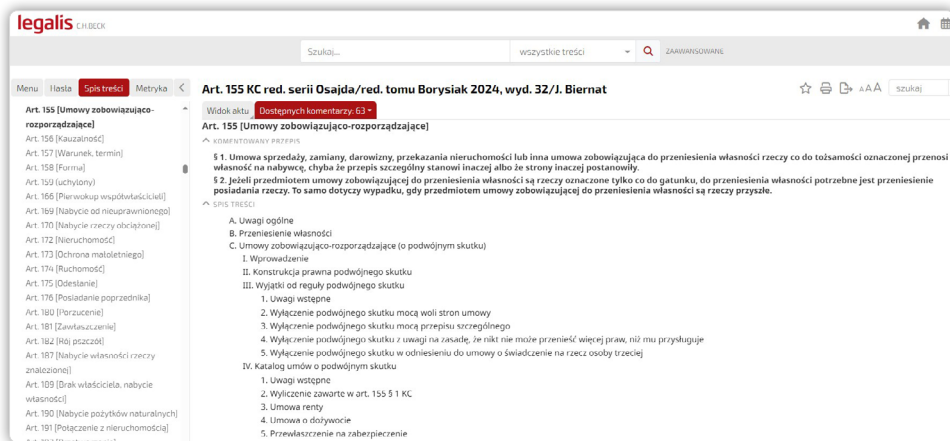 legalis C.H.BECK
Szukaj...
wszystkie treści
ZAAWANSOWANE
Menu
Hasła
Spis treści
Metryka
Art. 155 [Umowy zobowiązująco-
rozporządzające]
Art. 156 [Kauzalność]
Art. 157 [Warunek, termin]
Art. 158 [Forma]
Art. 159 (uchylony)
Art. 166 [Pierwokup współwłaścicieli]
Art. 169 [Nabycie od nieuprawnionego]
Art. 170 [Nabycie rzeczy obciążonej]
Art. 172 [Nieruchomość]
Art. 173 [Ochrona małoletniego]
Art. 174 [Ruchomość]
Art. 175 [Odesłanie]
Art. 176 [Posiadanie poprzednika]
Art. 180 [Porzucenie]
Art. 181 [Zawłaszczenie]
Art. 182 [Rój pszczół]
Art. 187 [Nabycie własności rzeczy
znalezionej]
Art. 189 [Brak właściciela, nabycie
własności]
Art. 190 [Nabycie pożytków naturalnych]
Art. 191 [Połączenie z nieruchomością]
Art. 155 KC red. serii Osajda/red. tomu Borysiak 2024, wyd. 32/J. Biernat
AAA
szukaj
Widok aktu
Dostępnych komentarzy: 63
Art. 155 [Umowy zobowiązująco-rozporządzające]
KOMENTOWANY PRZEPIS
§ 1. Umowa sprzedaży, zamiany, darowizny, przekazania nieruchomości lub inna umowa zobowiązująca do przeniesienia własności rzeczy co do tożsamości oznaczonej przenosi
własność na nabywcę, chyba że przepis szczególny stanowi inaczej albo że strony inaczej postanowiły.
§ 2. Jeżeli przedmiotem umowy zobowiązującej do przeniesienia własności są rzeczy oznaczone tylko co do gatunku, do przeniesienia własności potrzebne jest przeniesienie
posiadania rzeczy. To samo dotyczy wypadku, gdy przedmiotem umowy zobowiązującej do przeniesienia własności są rzeczy przyszłe.
SPIS TREŚCI
A. Uwagi ogólne
B. Przeniesienie własności
C. Umowy zobowiązująco-rozporządzające (o podwójnym skutku)
I. Wprowadzenie
II. Konstrukcja prawna podwójnego skutku
III. Wyjątki od reguły podwójnego skutku
1. Uwagi wstępne
2. Wyłączenie podwójnego skutku mocą woli stron umowy
3. Wyłączenie podwójnego skutku mocą przepisu szczególnego
4. Wyłączenie podwójnego skutku z uwagi na zasadę, że nikt nie może przenieść więcej praw, niż mu przysługuje
5. Wyłączenie podwójnego skutku w odniesieniu do umowy o świadczenie na rzecz osoby trzeciej
IV. Katalog umów o podwójnym skutku
1. Uwagi wstępne
2. Wyliczenie zawarte w art. 155 § 1 KC
3. Umowa renty
4. Umowa o dożywocie
5. Przewłaszczenie na zabezpieczenie